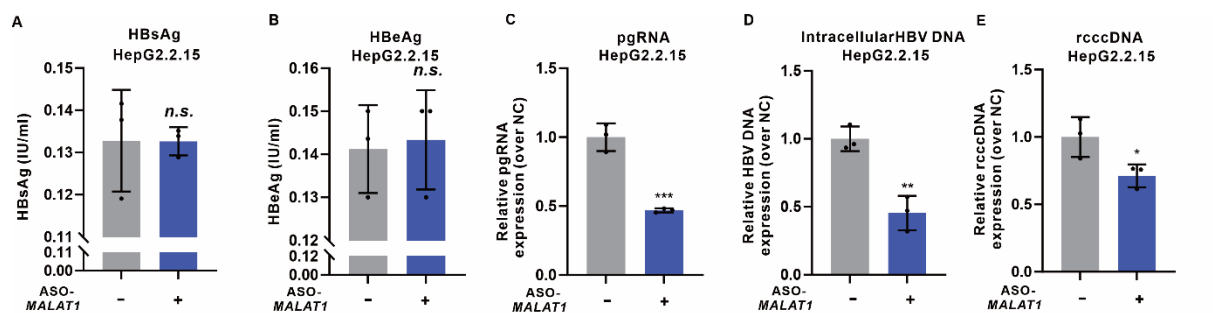 A
HBsAg
HepG2.2.15
HBsAg (IU/ml)
0.15
0.14
0.13
0.12
0.11
0.11
0.00
n.s.
ASO-
MALAT1
- +
B
HBeAg
HepG2.2.15
HBeAg (IU/ml)
0.16
0.15
0.14
0.13
0.12
0.12
0.00
n.s.
ASO-
MALAT1
- +
C
pgRNA
HepG2.2.15
Relative pgRNA
expression (over NC)
1.5
1.0
0.5
0.0
***
ASO-
MALAT1
- +
D
IntracellularHBV DNA
HepG2.2.15
Relative HBV DNA
expression (over NC)
1.5
1.0
0.5
0.0
**
ASO-
MALAT1
- +
E
rcccDNA
HepG2.2.15
Relative rcccDNA
expression (over NC)
1.5
1.0
0.5
0.0
*
ASO-
MALAT1
- +